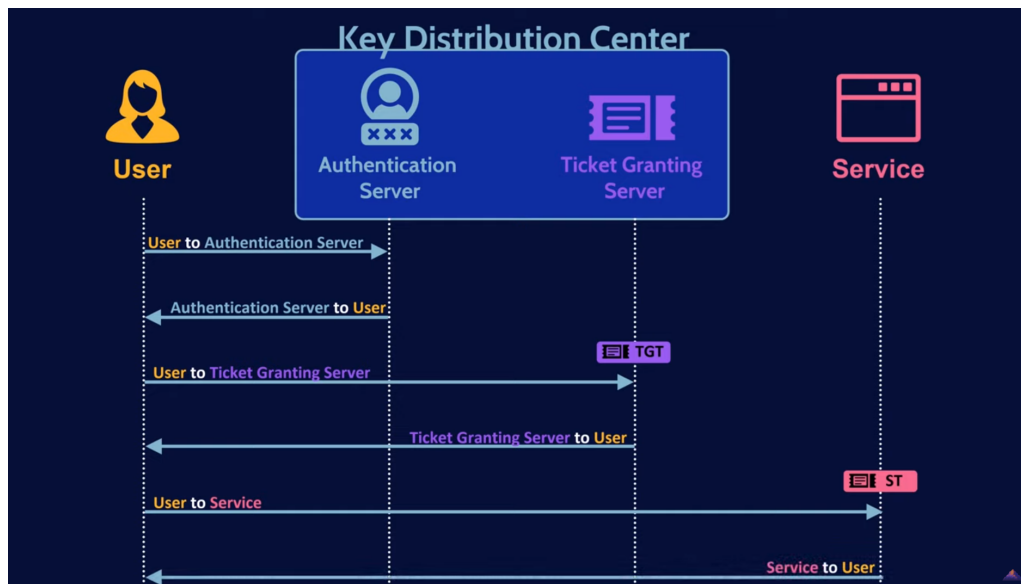 Key Distribution Center
xxx
User
Authentication
Server
Ticket Granting
Server
Service
User to Authentication Server
Authentication Server to User
TGT
User to Ticket Granting Server
Ticket Granting Server to User
ST
User to Service
Service to User